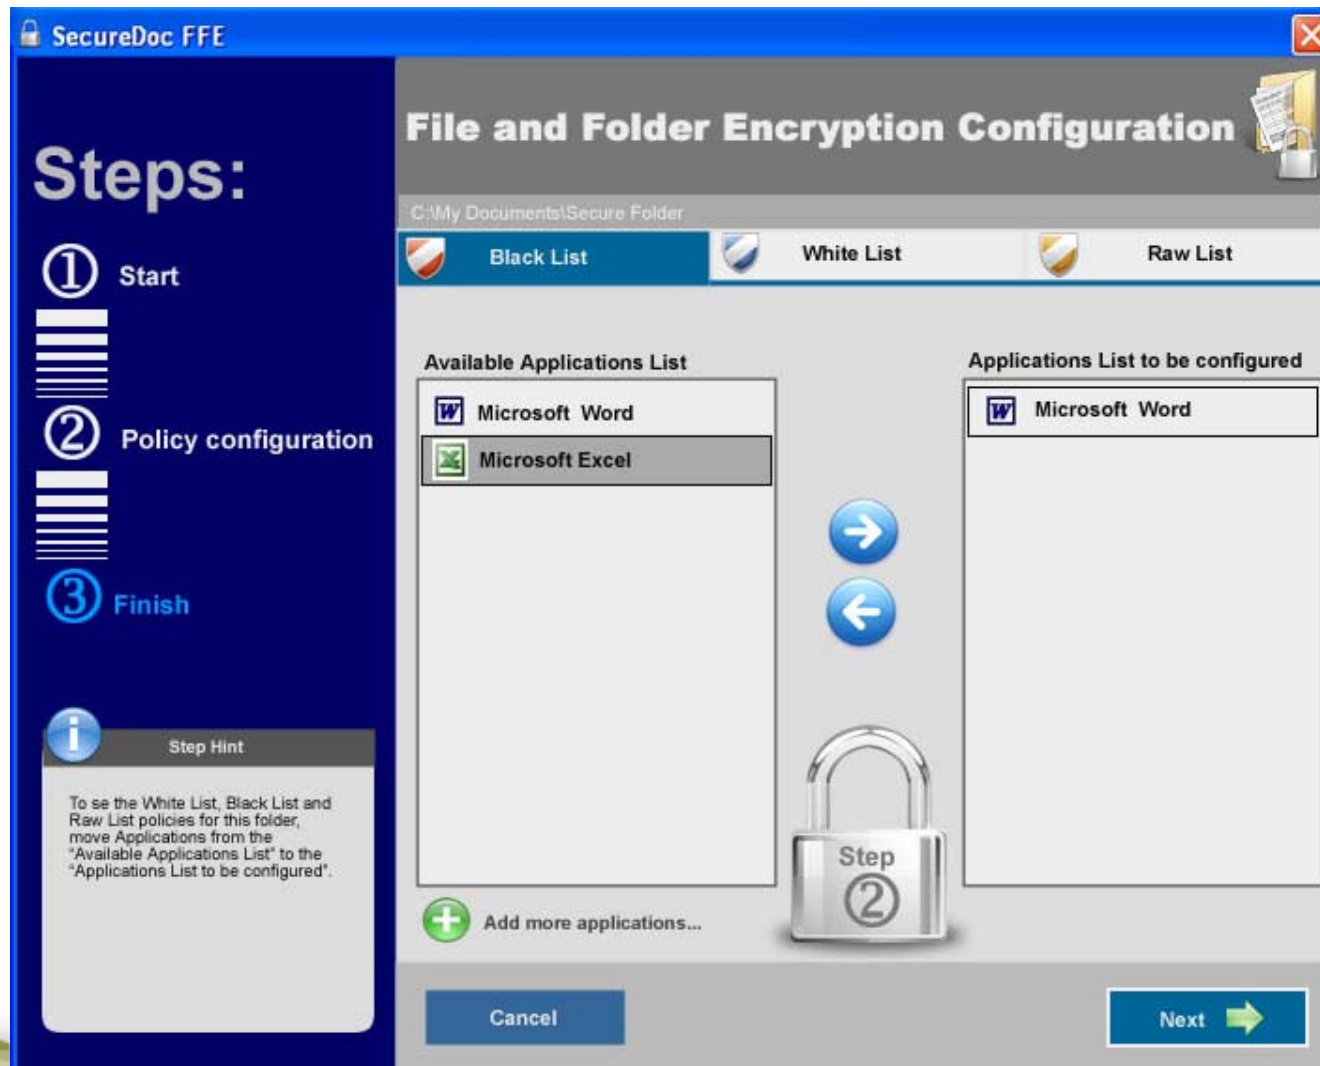 SecureDoc FFE
Steps:
① Start
② Policy configuration
③ Finish
Step Hint
To se the White List, Black List and
Raw List policies for this folder,
move Applications from the
"Available Applications List" to the
"Applications List to be configured".
File and Folder Encryption Configuration
C:\My Documents\Secure Folder
Black List
White List
Raw List
Available Applications List
Microsoft Word
Microsoft Excel
Add more applications...
Step
②
Applications List to be configured
Microsoft Word
Cancel
Next